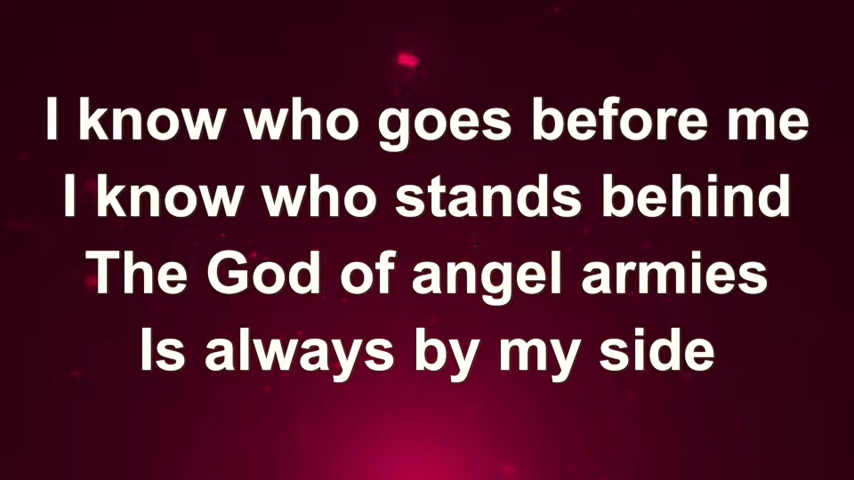 I know who goes before me
I know who stands behind
The God of angel armies
Is always by my side